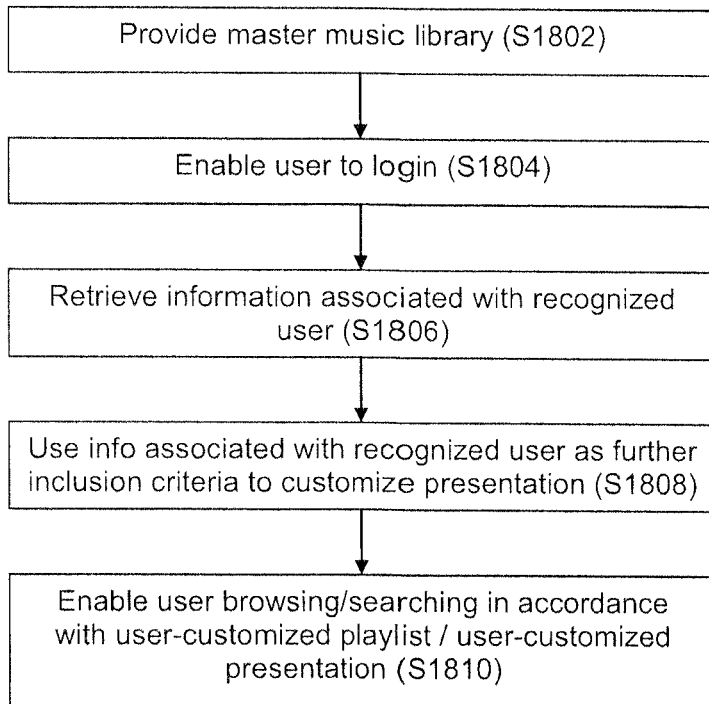 Provide master music library (S1802)
Enable user to login (S1804)
Retrieve information associated with recognized
user (S1806)
Use info associated with recognized user as further
inclusion criteria to customize presentation (S1808)
Enable user browsing/searching in accordance
with user-customized playlist / user-customized
presentation (S1810)